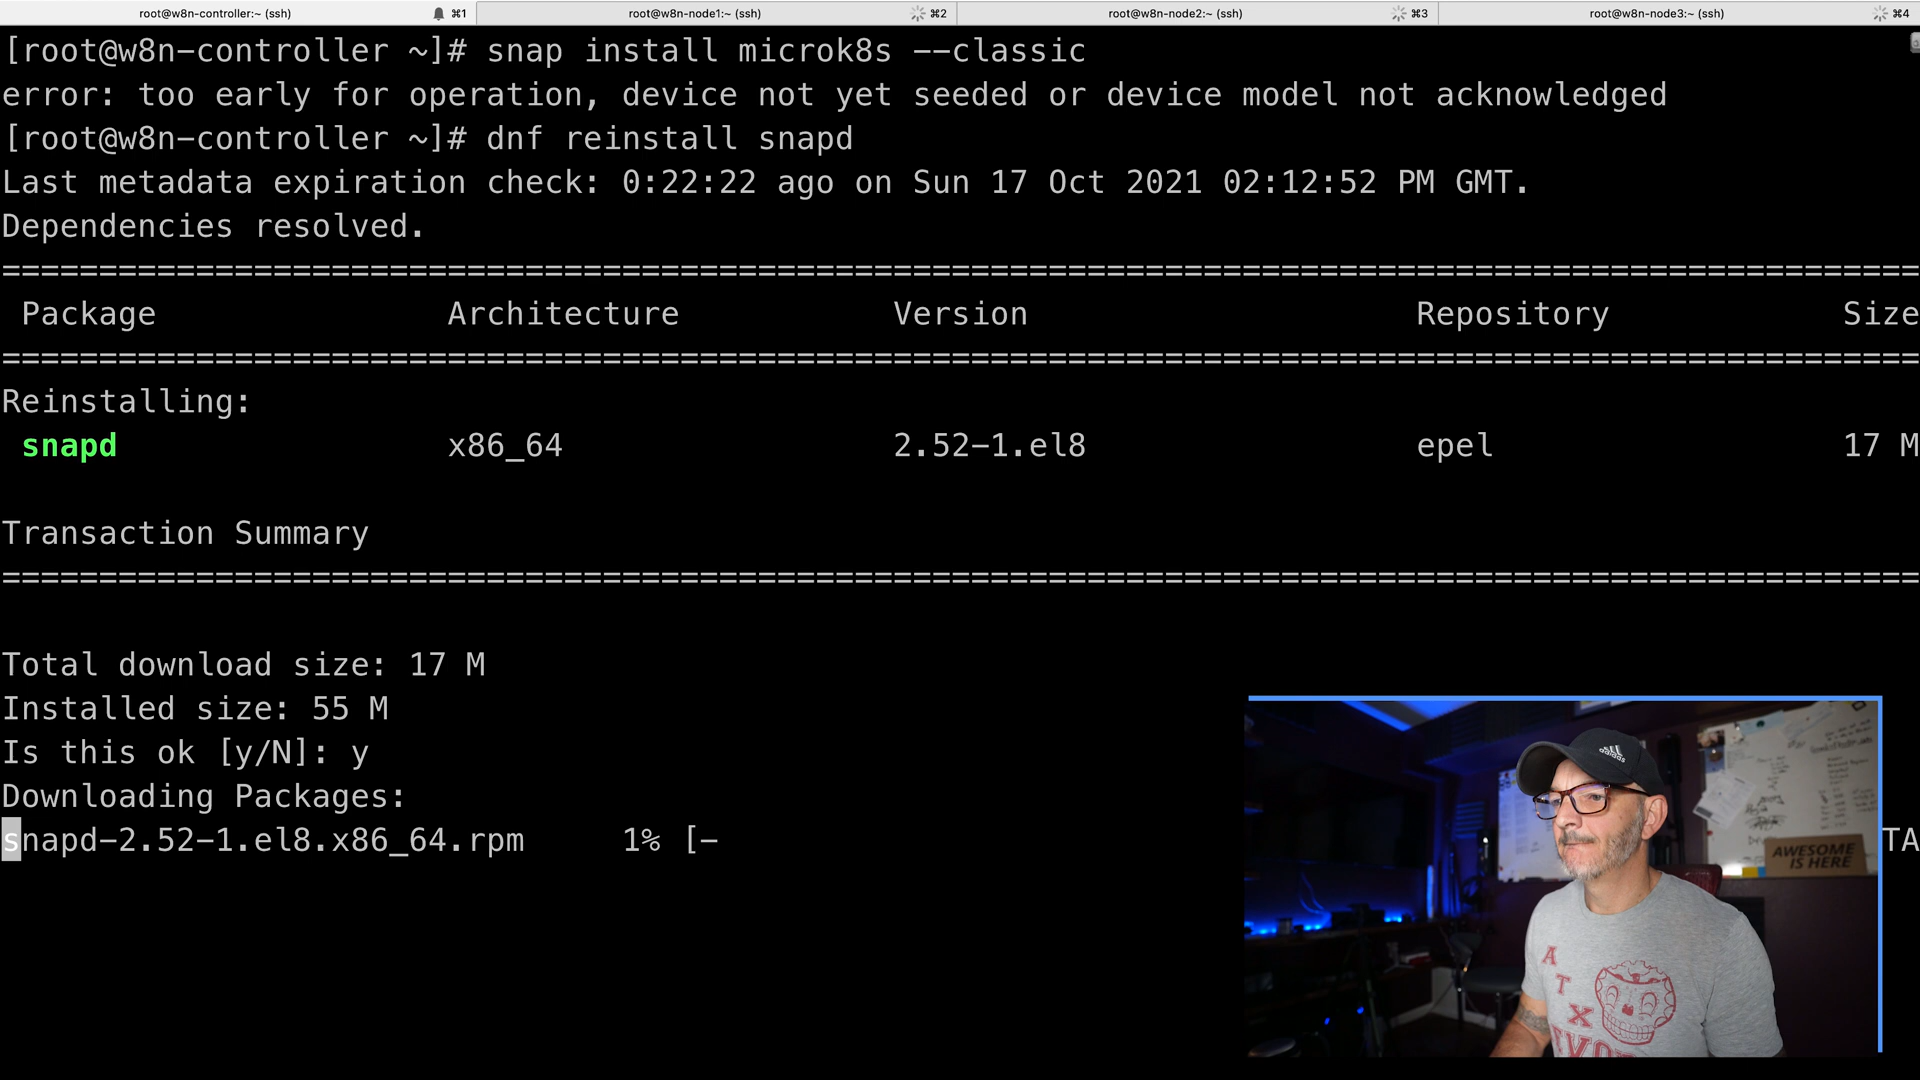 root@w8n-controller:~ (ssh) ⌘1 root@w8n-node1:~ (ssh) ⌘2 root@w8n-node2:~ (ssh) ⌘3 root@w8n-node3:~ (ssh) ⌘4
[root@w8n-controller ~]# snap install microk8s --classic
error: too early for operation, device not yet seeded or device model not acknowledged
[root@w8n-controller ~]# dnf reinstall snapd
Last metadata expiration check: 0:22:22 ago on Sun 17 Oct 2021 02:12:52 PM GMT.
Dependencies resolved.
Package Architecture Version Repository Size
Reinstalling:
snapd x86_64 2.52-1.el8 epel 17 M
Transaction Summary
Total download size: 17 M
Installed size: 55 M
Is this ok [y/N]: y
Downloading Packages:
snapd-2.52-1.el8.x86_64.rpm 1% [- TA
adidas
AWESOME
IS HERE
A
T
X